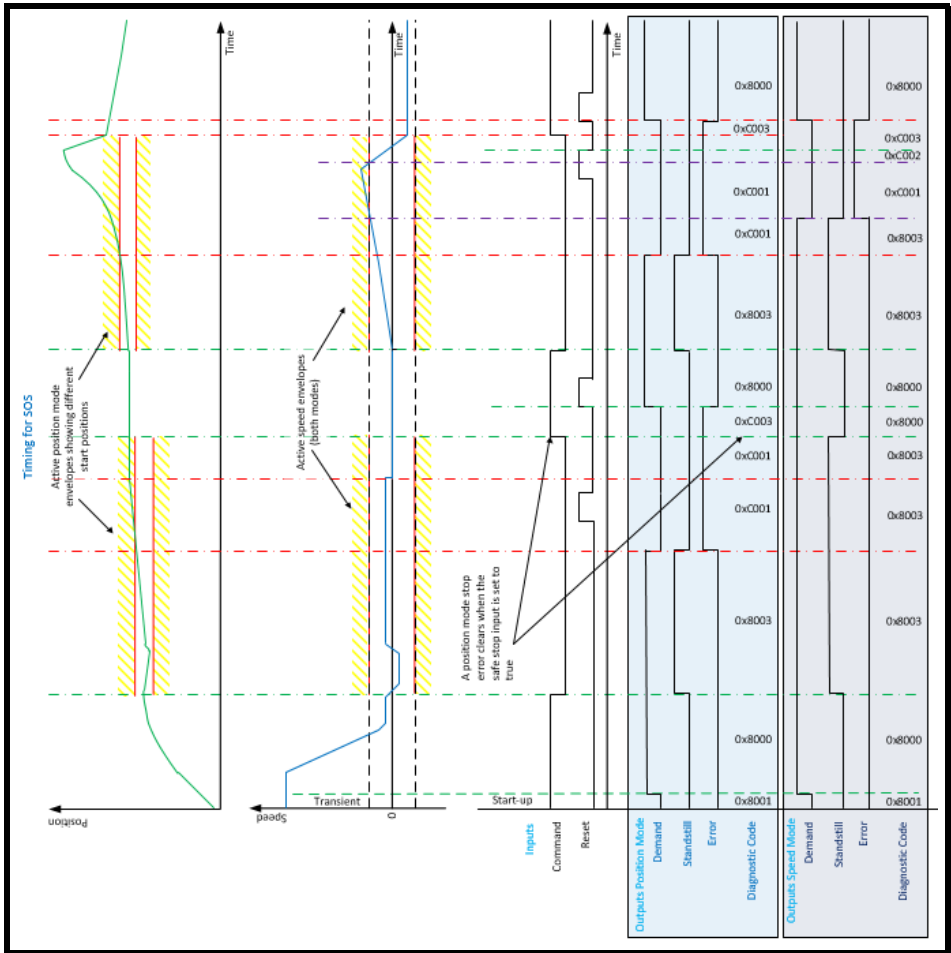 Timing for SOS
Position
Active position mode
envelopes showing different
start positions
Time
Speed
Transient
0
Active speed envelopes
(both modes)
A position mode stop
error clears when the
safe stop input is set to
true
Start-up
Inputs
Command
Reset
Time
Outputs Position Mode
Demand
Standstill
Error
Diagnostic Code 0x8001 0x8000 0x8003 0xC001 0xC001 0xC003 0x8000 0x8003 0xC001 0xC001 0xC003 0x8000
Outputs Speed Mode
Demand
Standstill
Error
Diagnostic Code 0x8001 0x8000 0x8003 0x8003 0x8003 0x8000 0x8000 0x8003 0x8003 0xC001 0xC002 0xC003 0x8000